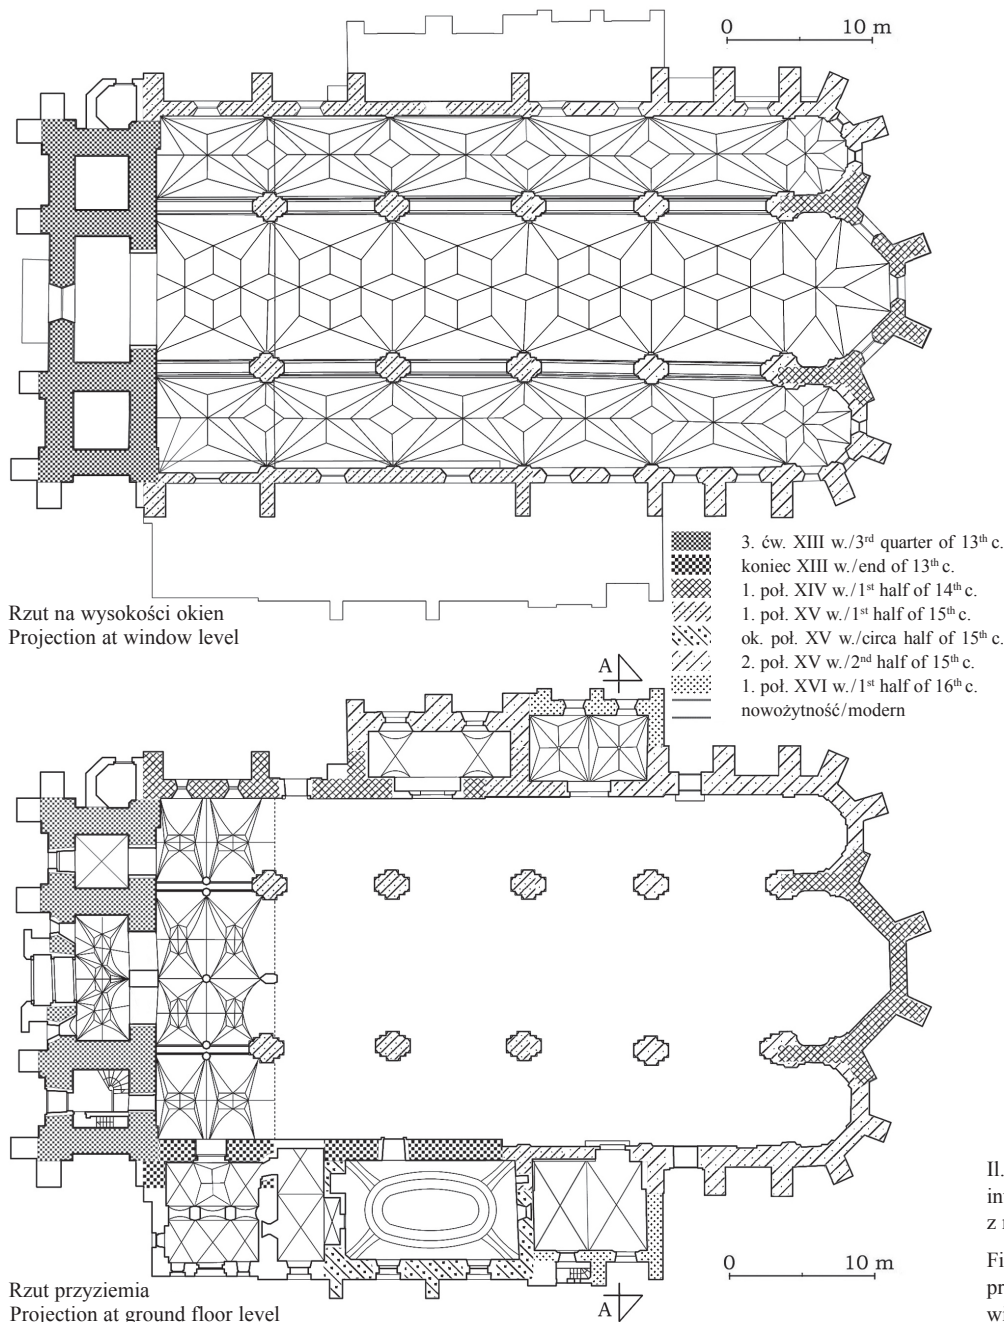 0 10 m
3. ćw. XIII w./3rd quarter of 13th c.
koniec XIII w./end of 13th c.
1. poł. XIV w./1st half of 14th c.
1. poł. XV w./1st half of 15th c.
ok. poł. XV w./circa half of 15th c.
2. poł. XV w./2nd half of 15th c.
1. poł. XVI w./1st half of 16th c.
nowożytność/modern
Rzut na wysokości okien
Projection at window level
A
Il.
z
Fi
pr
0 10 m
Rzut przyziemia
Projection at ground floor level
A